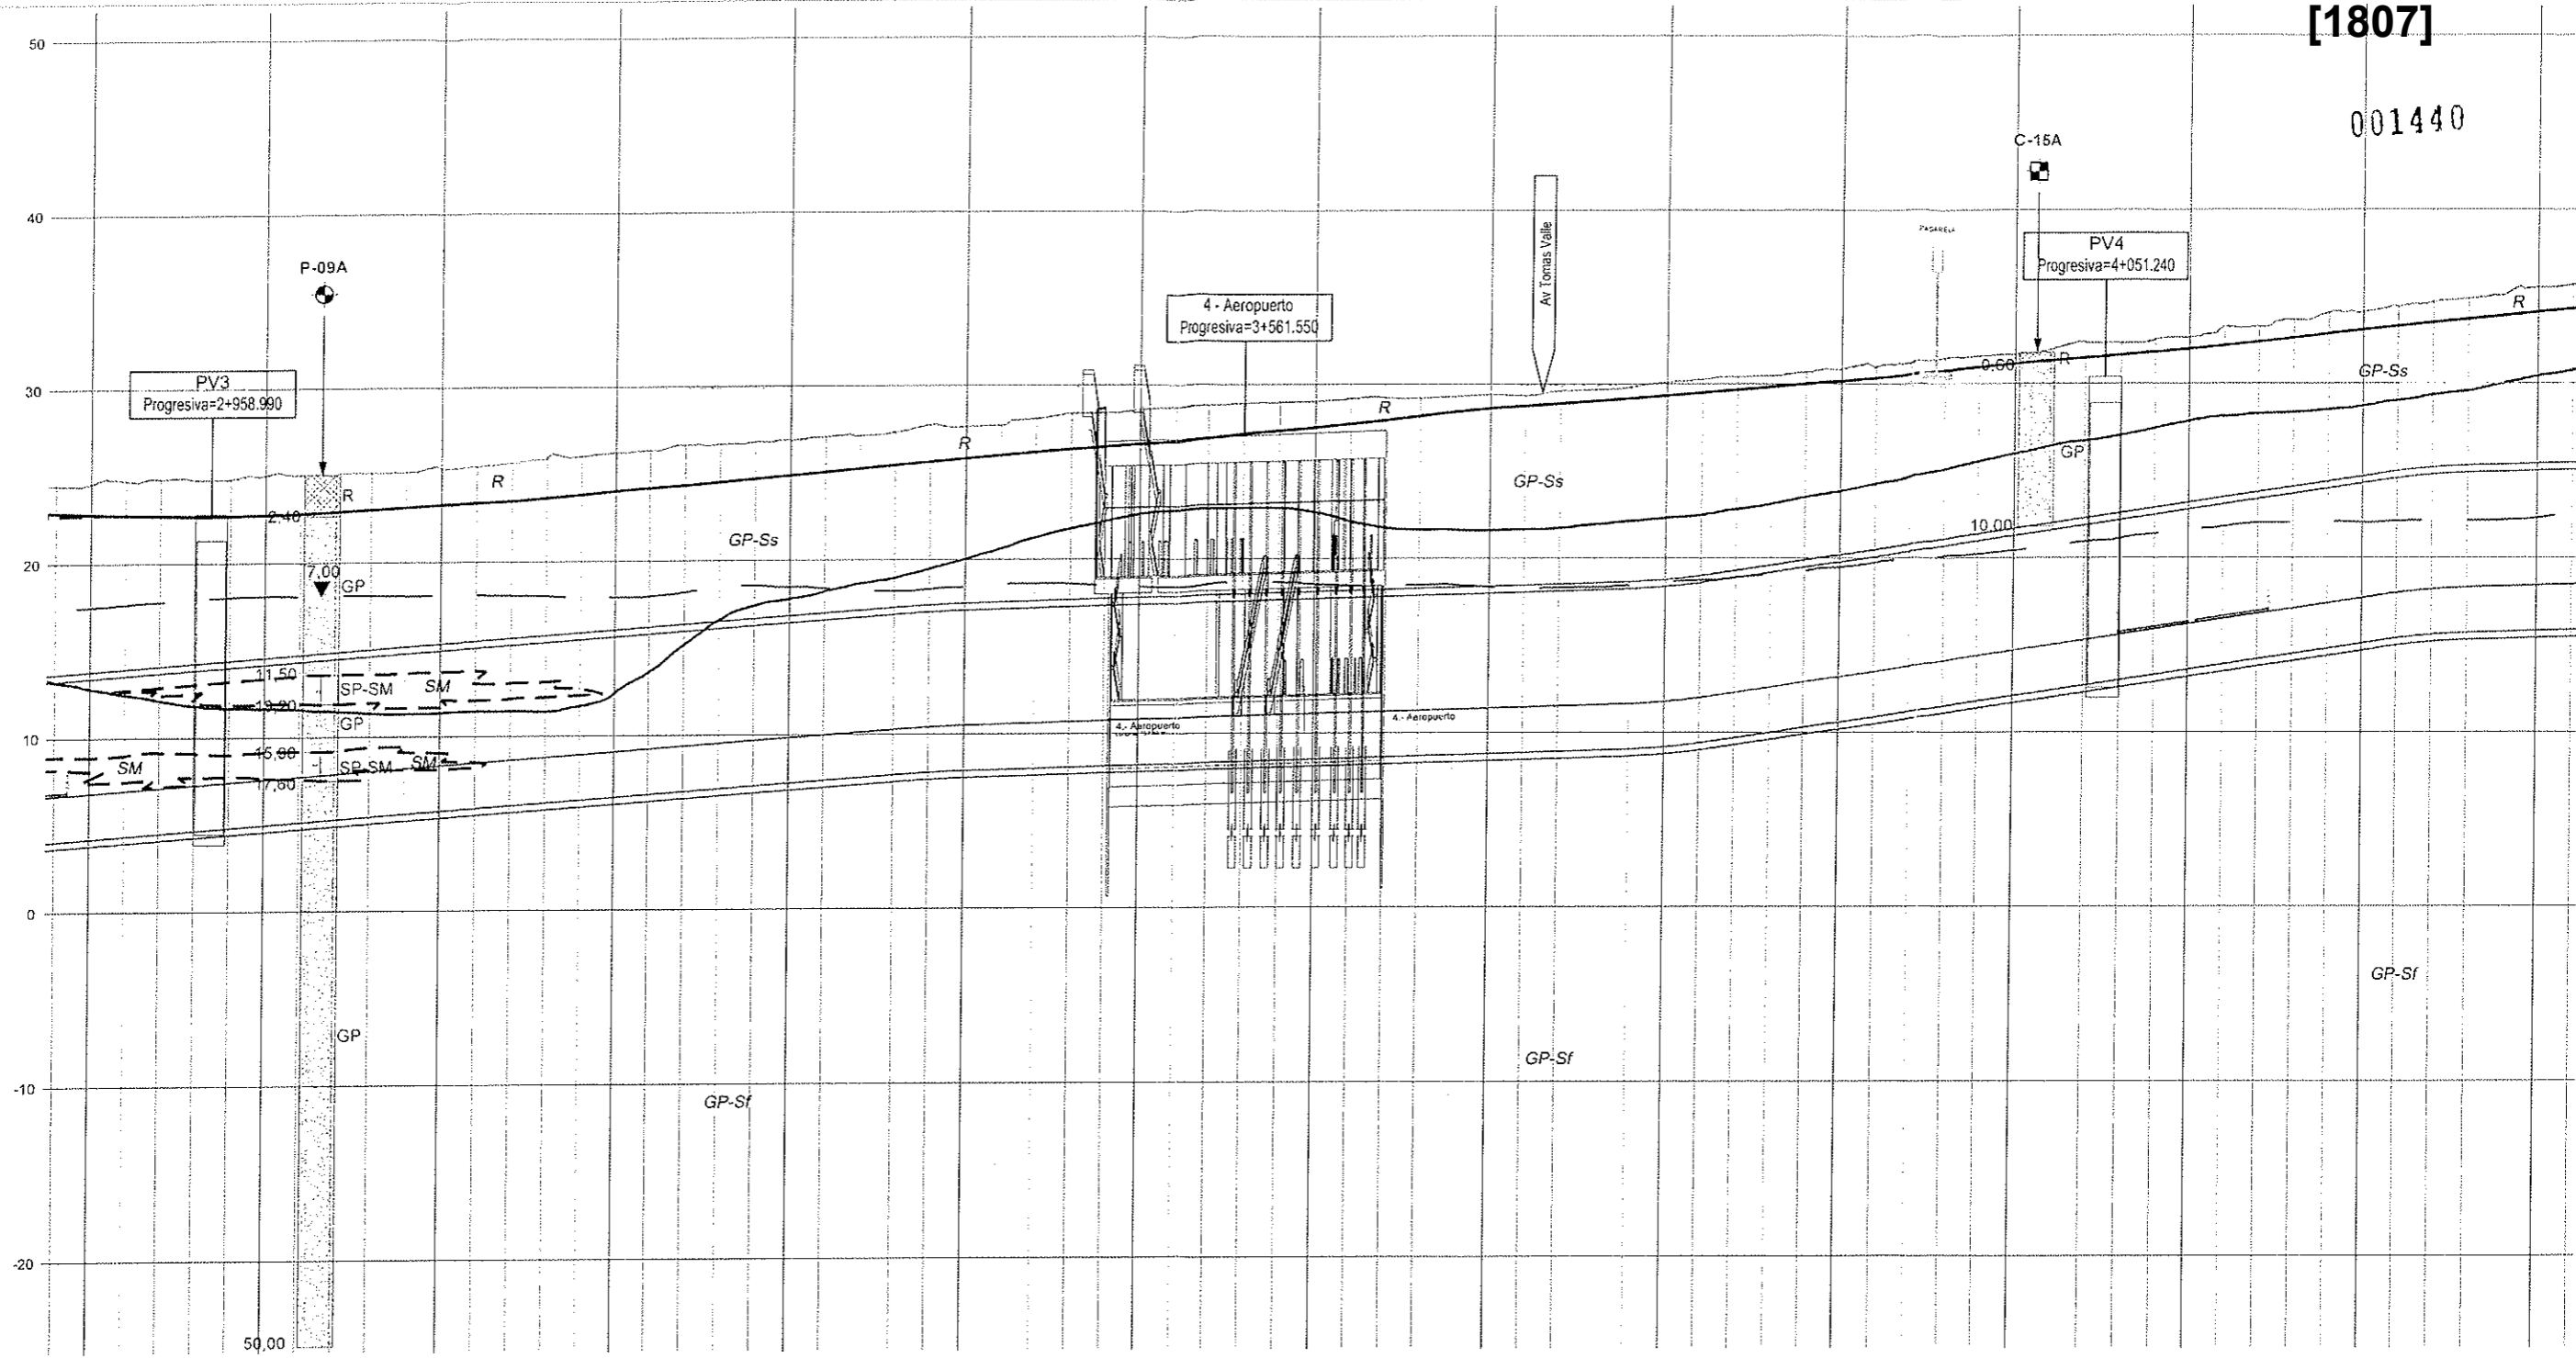 [1807]
50
001440
C-15A
40
PASARELA
Av Tomas Valle
PV4
Progresiva=4+051.240
P-09A
4 - Aeropuerto
Progresiva=3+561.550
R
0,60
R
GP-Ss
PV3
Progresiva=2+958.990
30
R
R
GP
R
R
GP-Ss
2,40
10,00
GP-Ss
20
7,00
GP
11,50
SP-SM
SM
13,20
GP
4.- Aeropuerto
4.- Aeropuerto
10
SM
SP-SM
SM
17,60
0
GP-Sf
GP
GP-Sf
-10
GP-Sf
-20
50,00